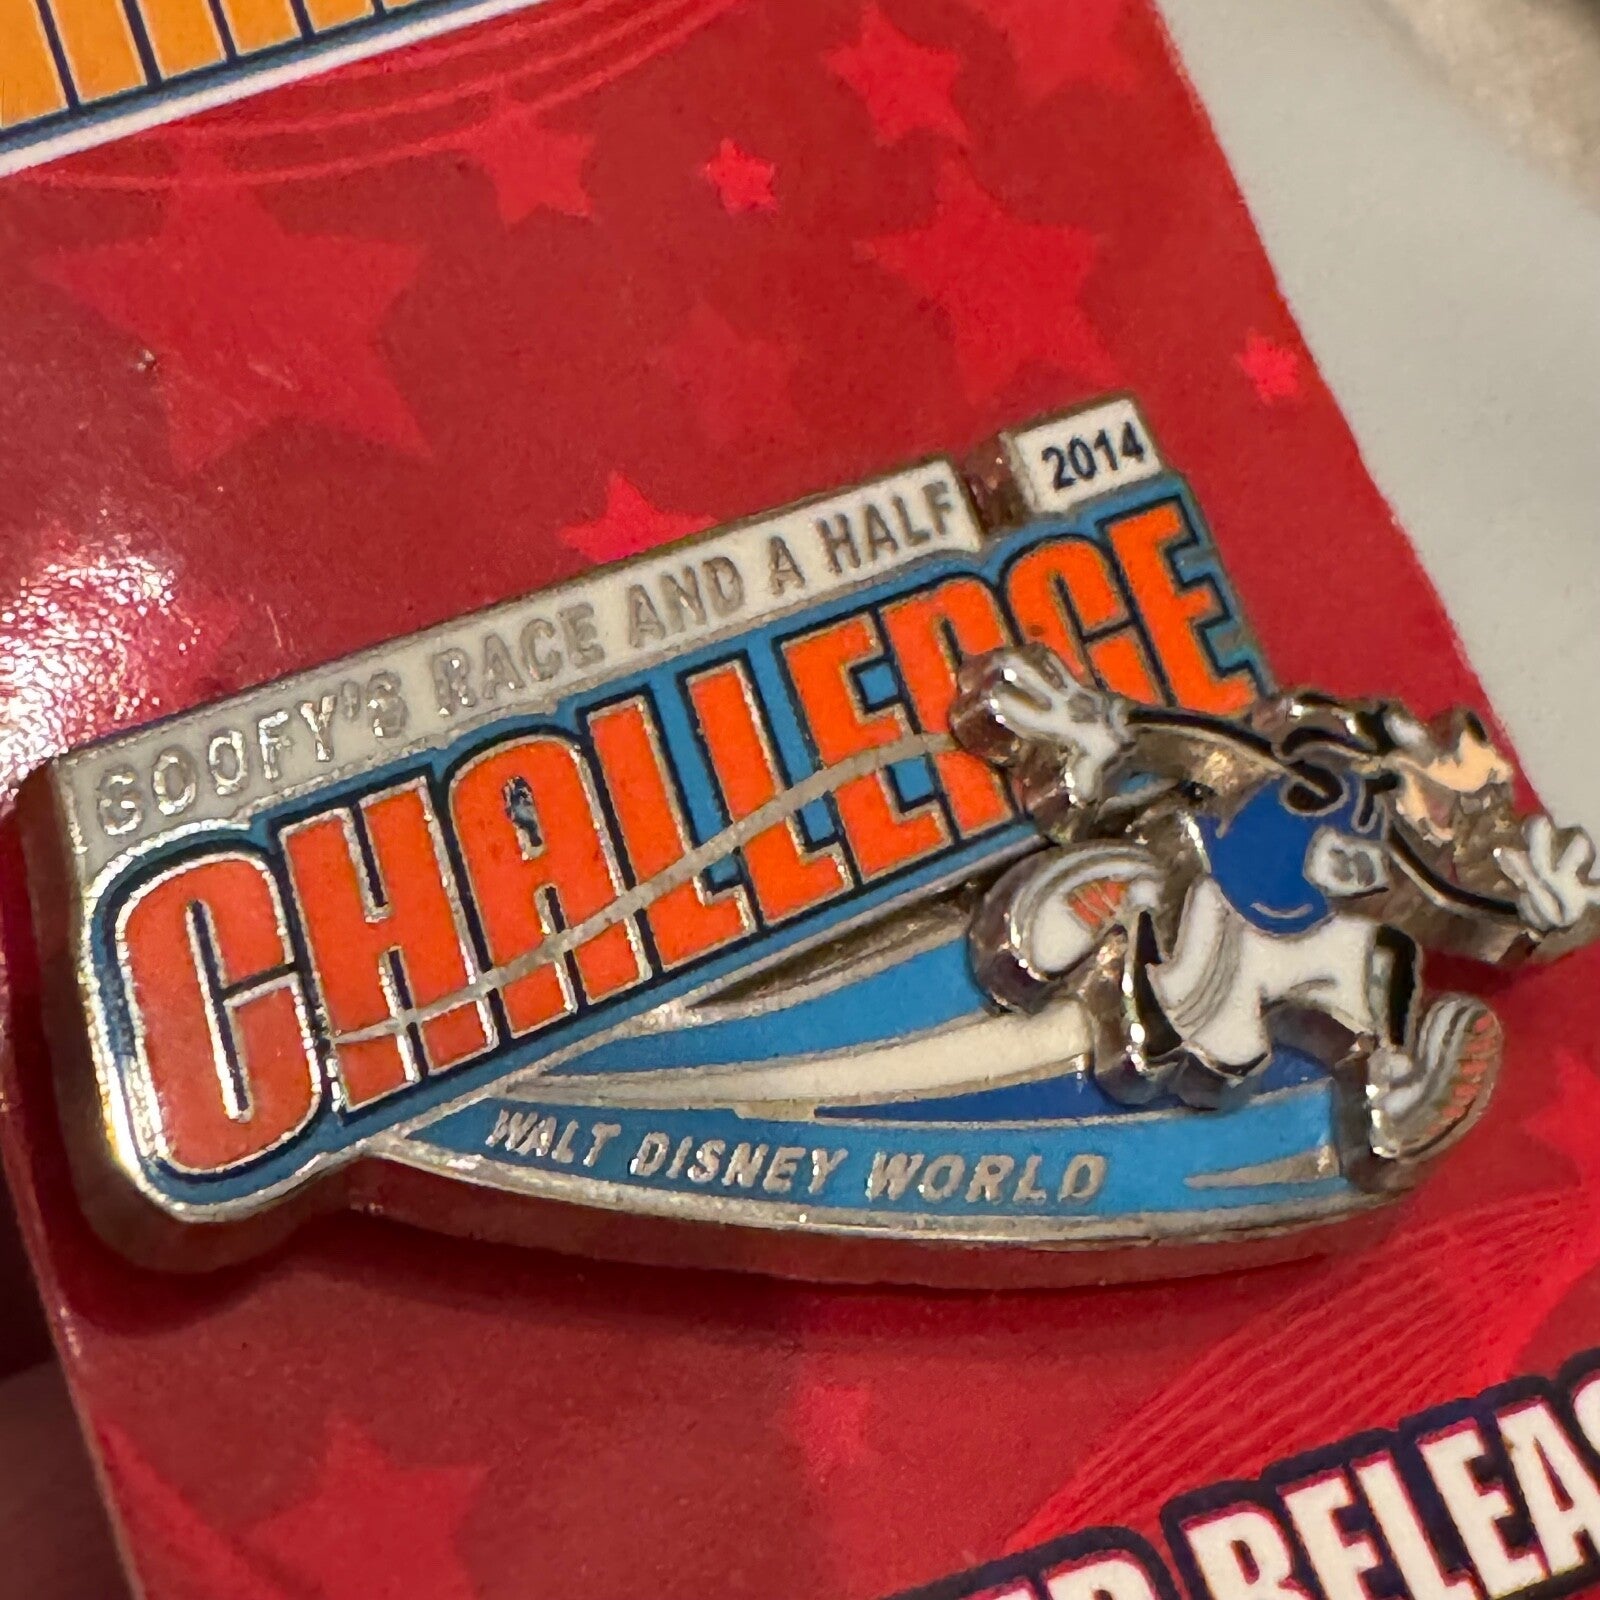 GOOFY'S RACE AND A HALF
2014
CHALLENGE
WALT DISNEY WORLD